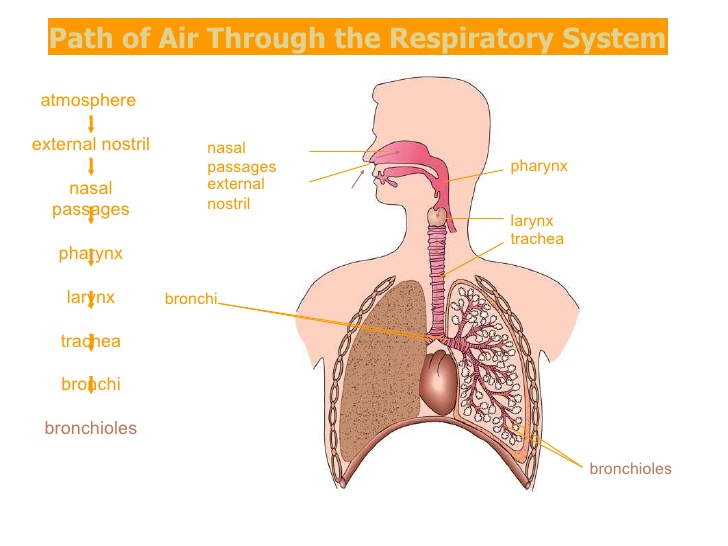 Path of Air Through the Respiratory System
atmosphere
external nostril
nasal
passages
pharynx
larynx
trachea
bronchi
bronchioles
nasal
passages
external
nostril
bronchi
pharynx
larynx
trachea
bronchioles